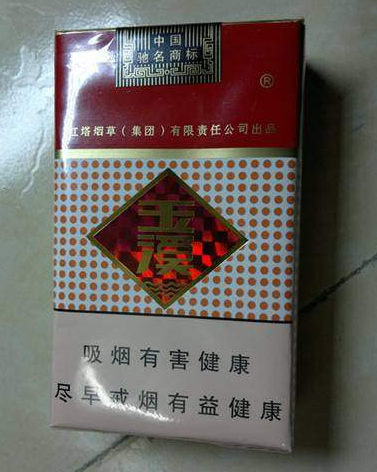 中国
驰名商标
®
红塔烟草(集团)有限责任公司出品
玉溪
吸烟有害健康
尽早戒烟有益健康